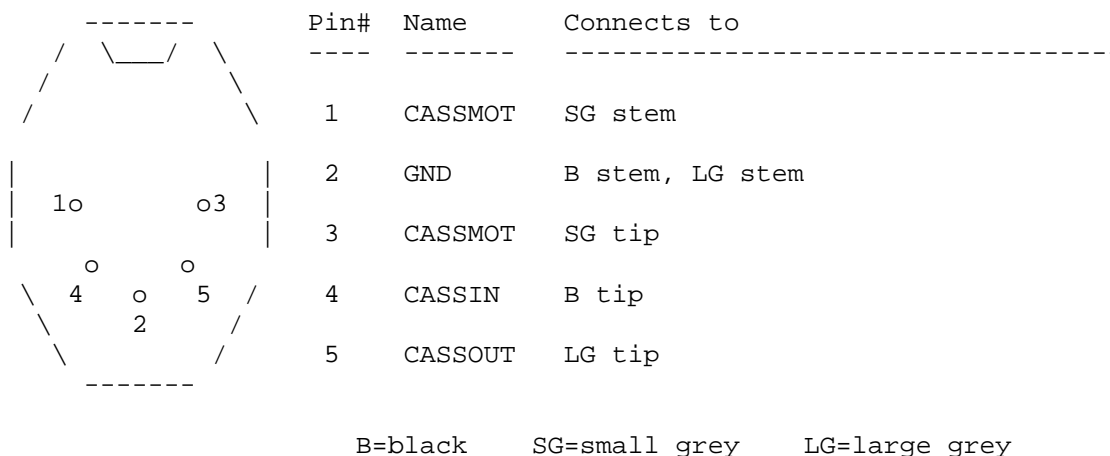 Pin# Name Connects to
1 CASSMOT SG stem
2 GND B stem, LG stem
1o o3
3 CASSMOT SG tip
o o
4 o 5 4 CASSIN B tip
2
5 CASSOUT LG tip
B=black SG=small grey LG=large grey